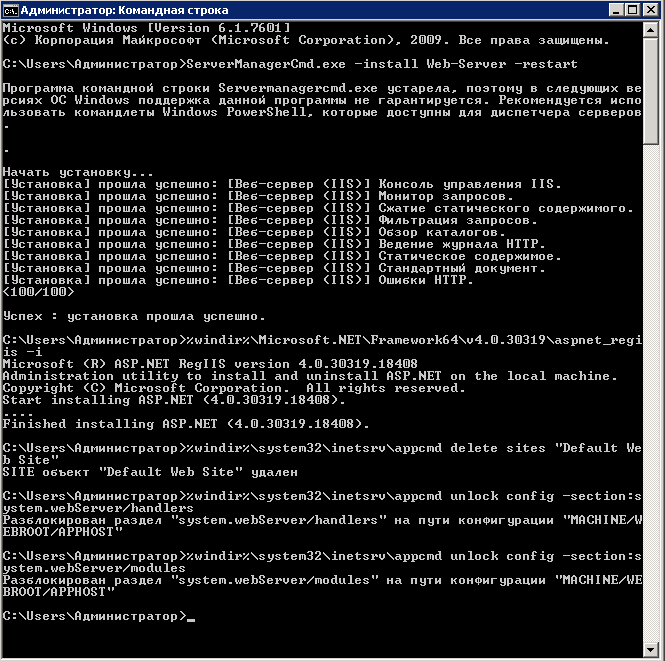 Администратор: Командная строка
Microsoft Windows [Version 6.1.7601]
(c) Корпорация Майкрософт (Microsoft Corporation), 2009. Все права защищены.
C:\Users\Администратор>ServerManagerCmd.exe -install Web-Server -restart
Программа командной строки Servermanagercmd.exe устарела, поэтому в следующих ве
рсиях ОС Windows поддержка данной программы не гарантируется. Рекомендуется испо
льзовать командлеты Windows PowerShell, которые доступны для диспетчера серверов
.
.
Начать установку...
[Установка] прошла успешно: [Веб-сервер (IIS)] Консоль управления IIS.
[Установка] прошла успешно: [Веб-сервер (IIS)] Монитор запросов.
[Установка] прошла успешно: [Веб-сервер (IIS)] Сжатие статического содержимого.
[Установка] прошла успешно: [Веб-сервер (IIS)] Фильтрация запросов.
[Установка] прошла успешно: [Веб-сервер (IIS)] Обзор каталогов.
[Установка] прошла успешно: [Веб-сервер (IIS)] Ведение журнала HTTP.
[Установка] прошла успешно: [Веб-сервер (IIS)] Статическое содержимое.
[Установка] прошла успешно: [Веб-сервер (IIS)] Стандартный документ.
[Установка] прошла успешно: [Веб-сервер (IIS)] Ошибки HTTP.
<100/100>
Успех : установка прошла успешно.
C:\Users\Администратор>%windir%\Microsoft.NET\Framework64\v4.0.30319\aspnet_regi
is -i
Microsoft (R) ASP.NET RegIIS version 4.0.30319.18408
Administration utility to install and uninstall ASP.NET on the local machine.
Copyright (C) Microsoft Corporation.  All rights reserved.
Start installing ASP.NET (4.0.30319.18408).
....
Finished installing ASP.NET (4.0.30319.18408).
C:\Users\Администратор>%windir%\system32\inetsrv\appcmd delete sites "Default We
b Site"
SITE объект "Default Web Site" удален
C:\Users\Администратор>%windir%\system32\inetsrv\appcmd unlock config -section:s
ystem.webServer/handlers
Разблокирован раздел "system.webServer/handlers" на пути конфигурации "MACHINE/W
EBROOT/APPHOST"
C:\Users\Администратор>%windir%\system32\inetsrv\appcmd unlock config -section:s
ystem.webServer/modules
Разблокирован раздел "system.webServer/modules" на пути конфигурации "MACHINE/WE
BROOT/APPHOST"
C:\Users\Администратор>_